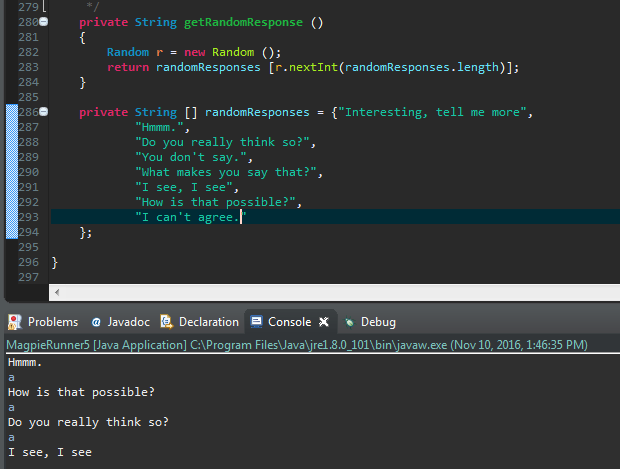 279     */
280    private String getRandomResponse ()
281    {
282        Random r = new Random ();
283        return randomResponses [r.nextInt(randomResponses.length)];
284    }
285
286    private String [] randomResponses = {"Interesting, tell me more",
287            "Hmmm.",
288            "Do you really think so?",
289            "You don't say.",
290            "What makes you say that?",
291            "I see, I see",
292            "How is that possible?",
293            "I can't agree."
294    };
295
296 }
297
Problems @ Javadoc Declaration Console Debug
MagpieRunner5 [Java Application] C:\Program Files\Java\jre1.8.0_101\bin\javaw.exe (Nov 10, 2016, 1:46:35 PM)
Hmmm.
a
How is that possible?
a
Do you really think so?
a
I see, I see